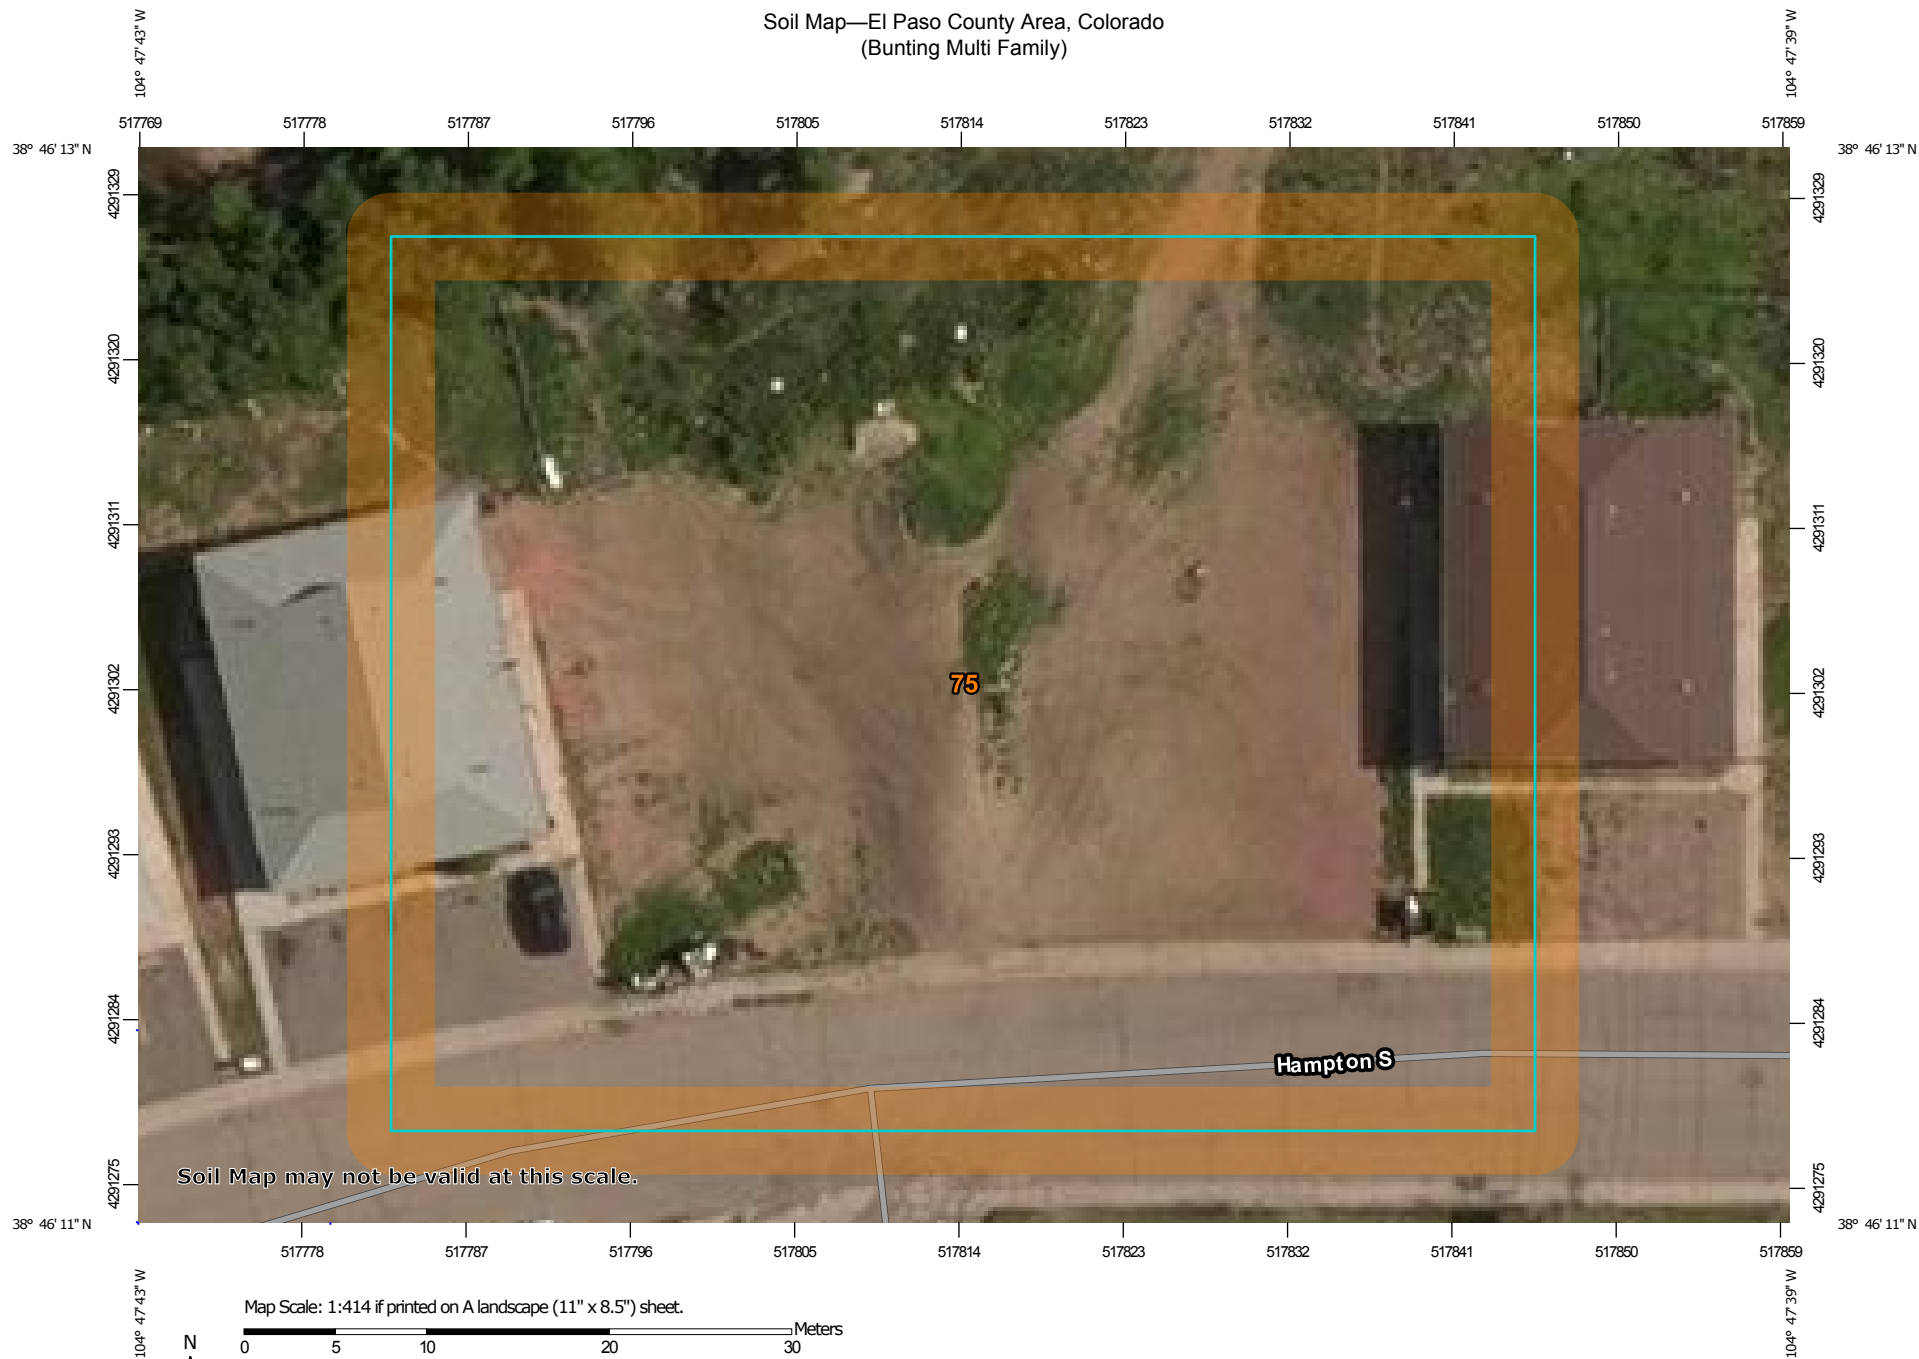 Soil Map—El Paso County Area, Colorado
(Bunting Multi Family)
104° 47' 43" W
104° 47' 39" W
517769 517778 517787 517796 517805 517814 517823 517832 517841 517850 517859
38° 46' 13" N
38° 46' 13" N
4291329
4291329
4291320
4291320
4291311
4291311
4291302
4291302
75
4291293
4291293
4291284
4291284
Hampton S
4291275
4291275
Soil Map may not be valid at this scale.
38° 46' 11" N
38° 46' 11" N
517778 517787 517796 517805 517814 517823 517832 517841 517850 517859
104° 47' 43" W
104° 47' 39" W
Map Scale: 1:414 if printed on A landscape (11" x 8.5") sheet.
Meters
N
0 5 10 20 30